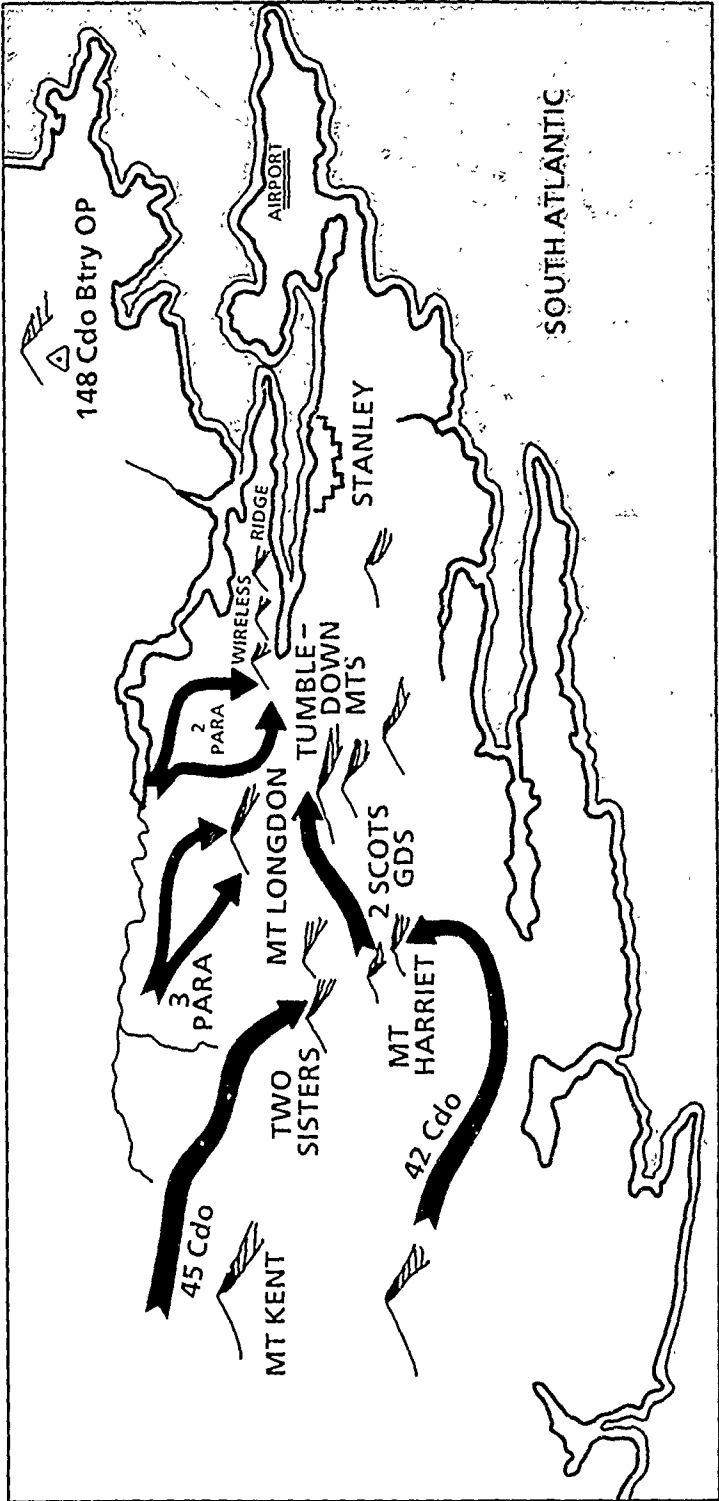 148 Cdo Btry OP
AIRPORT
SOUTH ATLANTIC
WIRELESS RIDGE
STANLEY
2
PARA
TUMBLE-
DOWN
MTS
3
PARA
MT LONGDON
2 SCOTS
GDS
45 Cdo
TWO
SISTERS
MT
HARRIET
42 Cdo
MT KENT